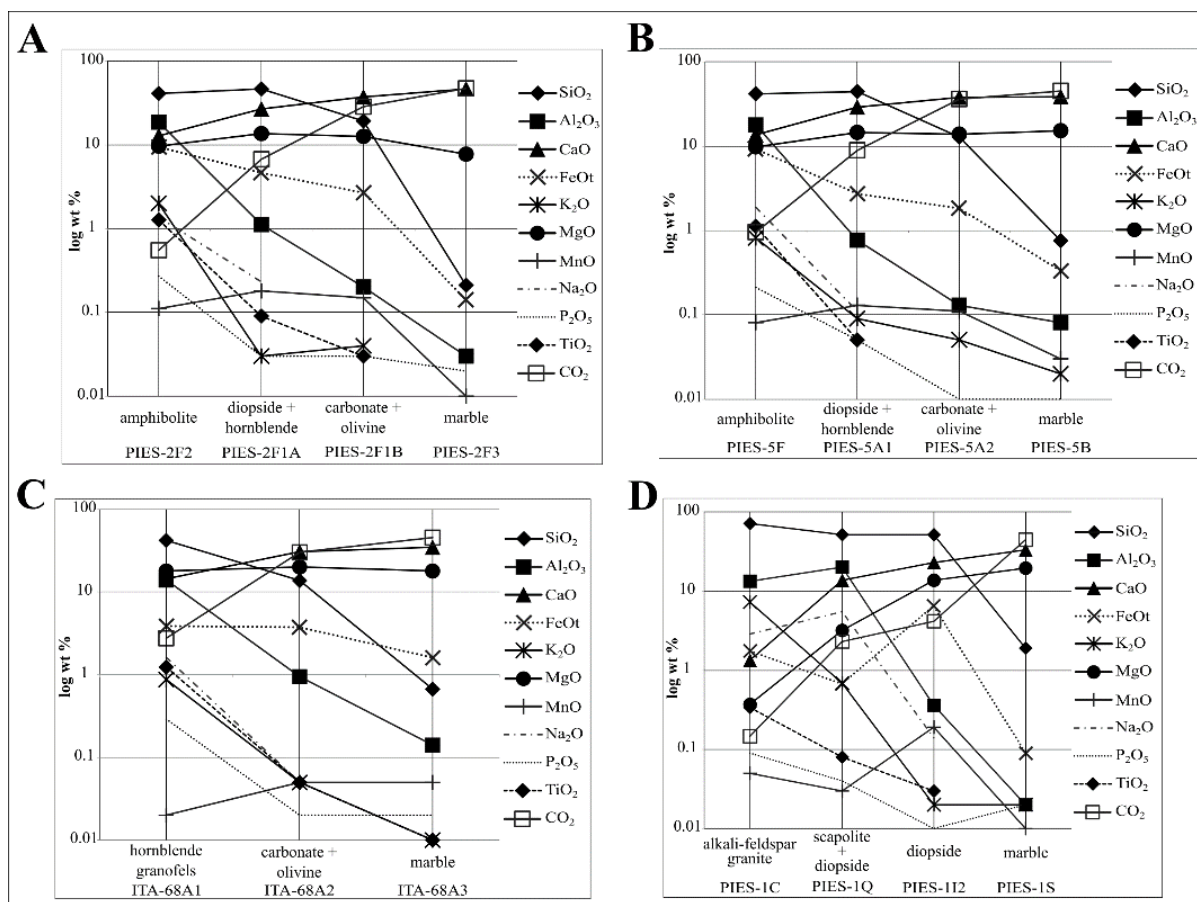 A
100
10
1
0.1
0.01
log wt %
amphibolite
diopside +
hornblende
carbonate +
olivine
marble
PIES-2F2
PIES-2F1A
PIES-2F1B
PIES-2F3
SiO₂
Al₂O₃
CaO
FeOt
K₂O
MgO
MnO
Na₂O
P₂O₅
TiO₂
CO₂
B
100
10
1
0.1
0.01
log wt %
amphibolite
diopside +
hornblende
carbonate +
olivine
marble
PIES-5F
PIES-5A1
PIES-5A2
PIES-5B
SiO₂
Al₂O₃
CaO
FeOt
K₂O
MgO
MnO
Na₂O
P₂O₅
TiO₂
CO₂
C
100
10
1
0.1
0.01
log wt %
hornblende
granofels
carbonate +
olivine
marble
ITA-68A1
ITA-68A2
ITA-68A3
SiO₂
Al₂O₃
CaO
FeOt
K₂O
MgO
MnO
Na₂O
P₂O₅
TiO₂
CO₂
D
100
10
1
0.1
0.01
log wt %
alkali-feldspar
granite
scapolite
+
diopside
diopside
marble
PIES-1C
PIES-1Q
PIES-1I2
PIES-1S
SiO₂
Al₂O₃
CaO
FeOt
K₂O
MgO
MnO
Na₂O
P₂O₅
TiO₂
CO₂